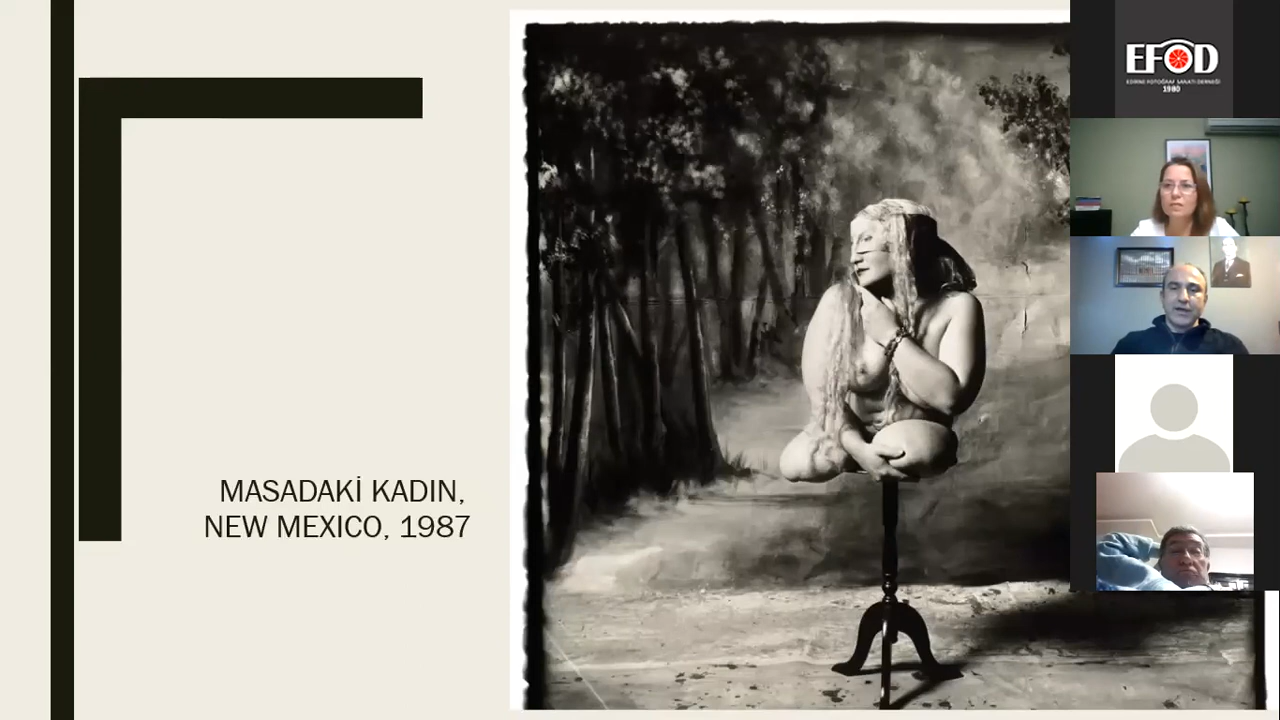 MASADAKİ KADIN,
NEW MEXICO, 1987
EFOD
EDİRNE FOTOĞRAF SANATI DERNEĞİ
1980